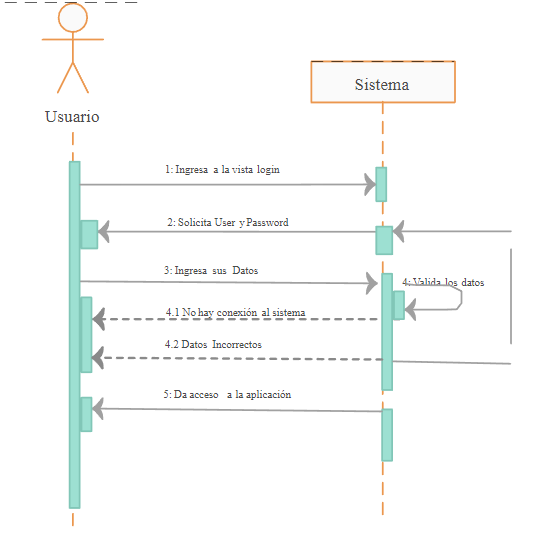 Usuario
Sistema
1: Ingresa a la vista login
2: Solicita User y Password
3: Ingresa sus Datos
4: Valida los datos
4.1 No hay conexión al sistema
4.2 Datos Incorrectos
5: Da acceso a la aplicación